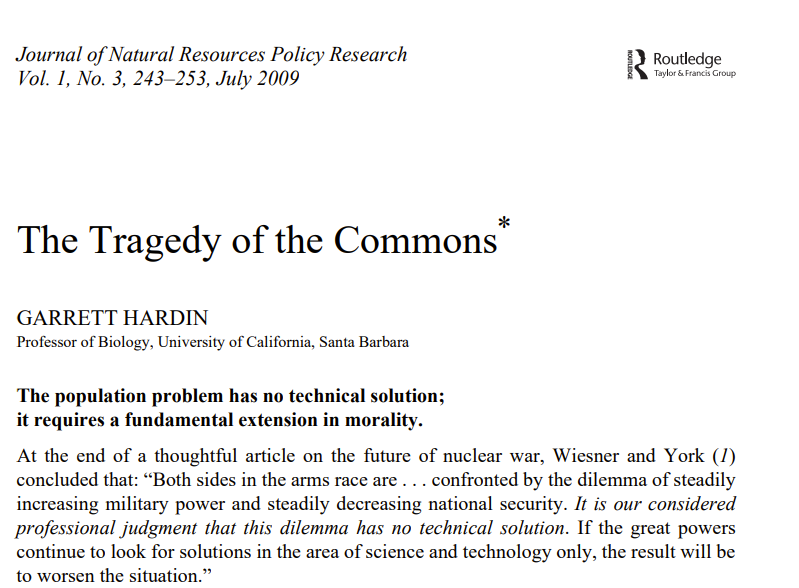 Journal of Natural Resources Policy Research
Vol. 1, No. 3, 243–253, July 2009
ROUTLEDGE
Routledge
Taylor & Francis Group
The Tragedy of the Commons*
GARRETT HARDIN
Professor of Biology, University of California, Santa Barbara
The population problem has no technical solution;
it requires a fundamental extension in morality.
At the end of a thoughtful article on the future of nuclear war, Wiesner and York (1)
concluded that: “Both sides in the arms race are . . . confronted by the dilemma of steadily
increasing military power and steadily decreasing national security. It is our considered
professional judgment that this dilemma has no technical solution. If the great powers
continue to look for solutions in the area of science and technology only, the result will be
to worsen the situation.”